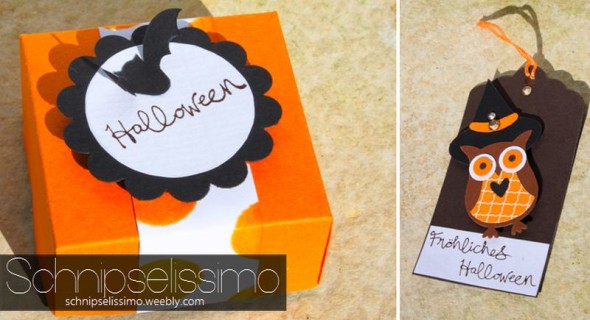 Halloween
Schnipselissimo
schnipselissimo.weebly.com
Fröhliches
Halloween